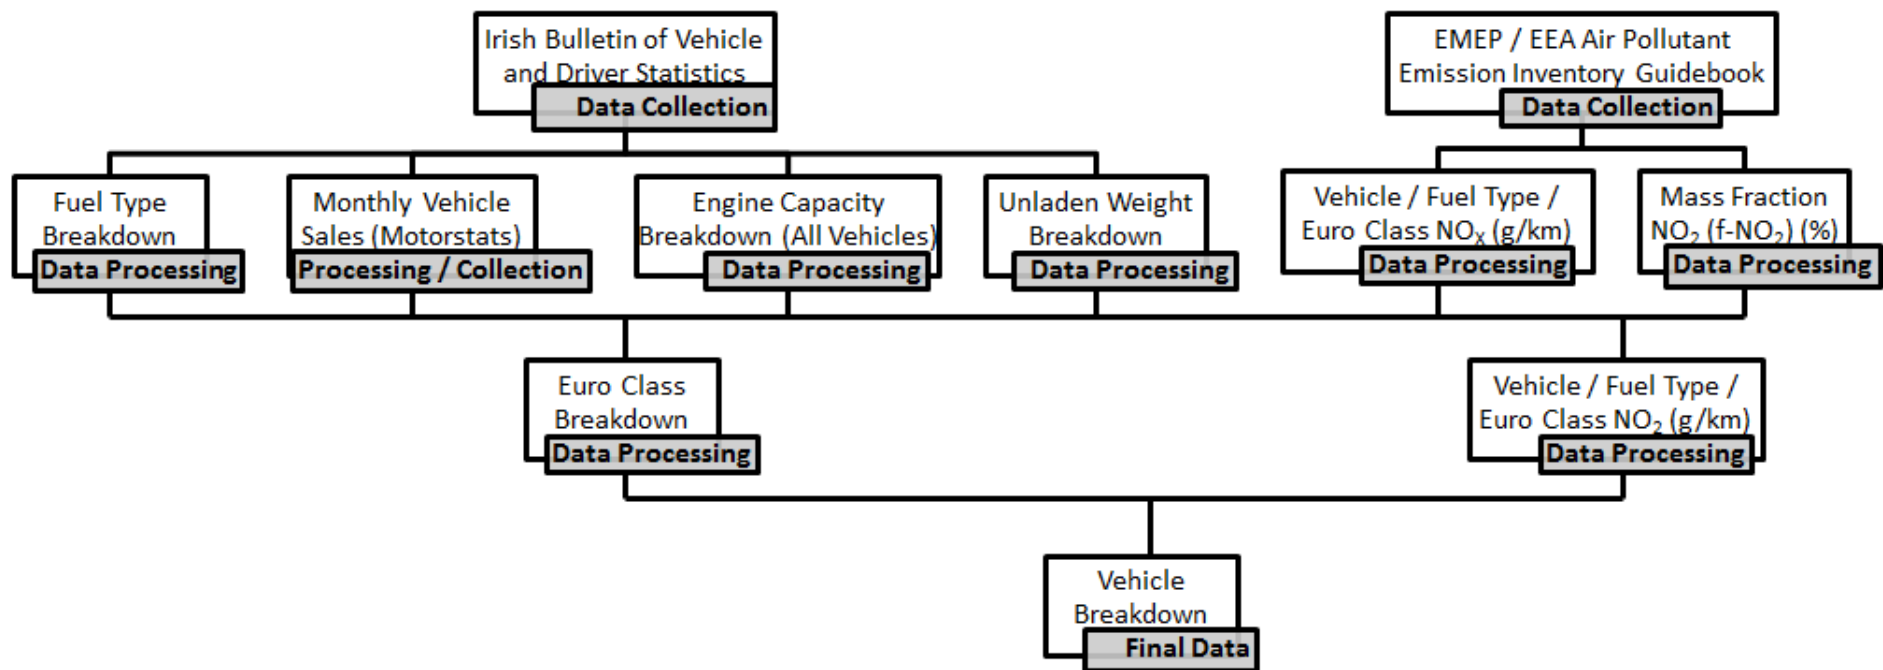 Irish Bulletin of Vehicle
and Driver Statistics
Data Collection
EMEP / EEA Air Pollutant
Emission Inventory Guidebook
Data Collection
Fuel Type
Breakdown
Data Processing
Monthly Vehicle
Sales (Motorstats)
Processing / Collection
Engine Capacity
Breakdown (All Vehicles)
Data Processing
Unladen Weight
Breakdown
Data Processing
Vehicle / Fuel Type /
Euro Class NOₓ (g/km)
Data Processing
Mass Fraction
NO₂ (f-NO₂) (%)
Data Processing
Euro Class
Breakdown
Data Processing
Vehicle / Fuel Type /
Euro Class NO₂ (g/km)
Data Processing
Vehicle
Breakdown
Final Data